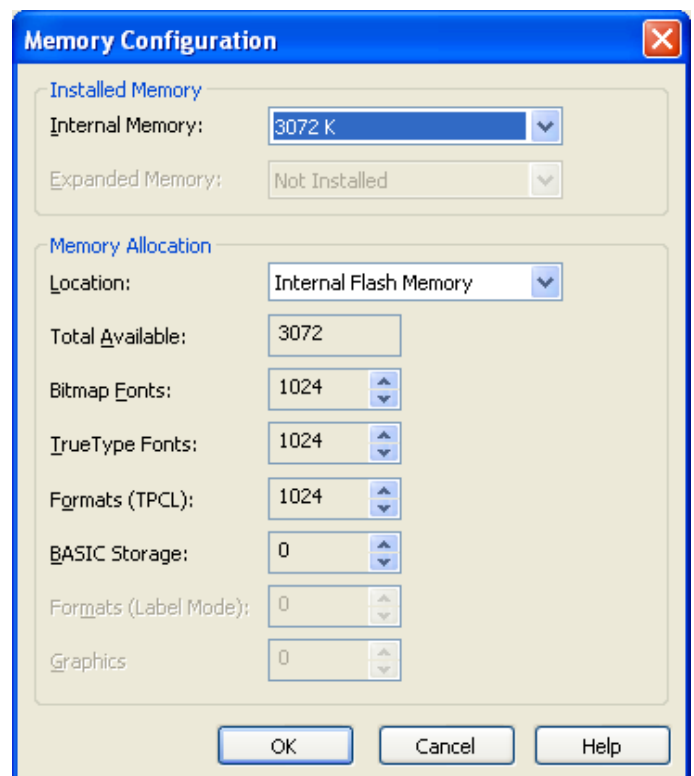 Memory Configuration
Installed Memory
Internal Memory: 3072 K
Expanded Memory: Not Installed
Memory Allocation
Location: Internal Flash Memory
Total Available: 3072
Bitmap Fonts: 1024
TrueType Fonts: 1024
Formats (TPCL): 1024
BASIC Storage: 0
Formats (Label Mode): 0
Graphics 0
OK Cancel Help